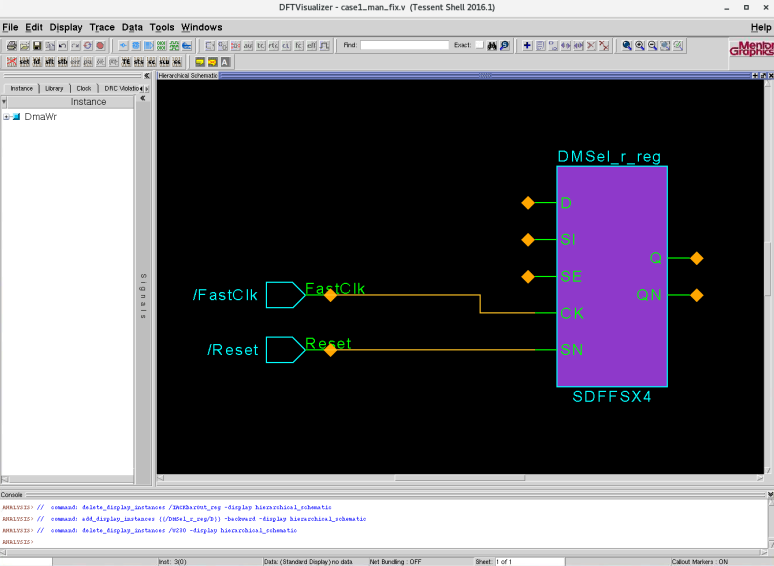 DFTVisualizer - case1_man_fix.v (Tessent Shell 2016.1)
File Edit Display Trace Data Tools Windows Help
Find: Exact:
Mentor
Graphics
Hierarchical Schematic
Instance Library Clock DRC Violatio
Instance
DmaWr
Signals
DMSel_r_reg
D
SI
SE
Q
QN
/FastClk FastClk
CK
/Reset Reset
SN
SDFFSX4
Console
ANALYSIS> // command: delete_display_instances /DACKbarOut_reg -display hierarchical_schematic
ANALYSIS> // command: add_display_instances {{/DMSel_r_reg/D}} -backward -display hierarchical_schematic
ANALYSIS> // command: delete_display_instances /U230 -display hierarchical_schematic
ANALYSIS>
Inst: 3(0) Data: (Standard Display) no data Net Bundling : OFF Sheet: 1 of 1 Callout Markers : ON